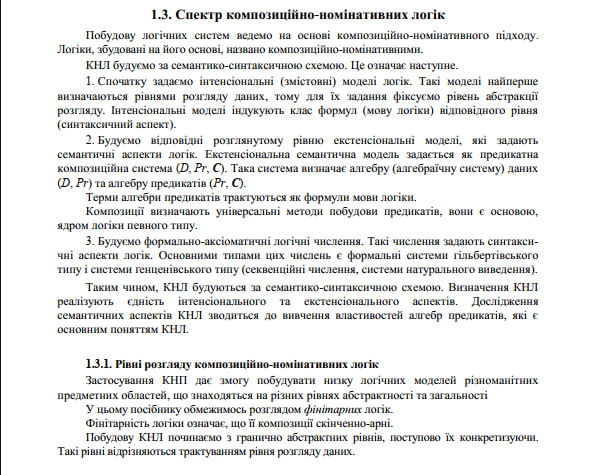 1.3. Спектр композиційно-номінативних логік
Побудову логічних систем ведемо на основі композиційно-номінативного підходу.
Логіки, збудовані на його основі, названо композиційно-номінативними.
КНЛ будуємо за семантико-синтаксичною схемою. Це означає наступне.
1. Спочатку задаємо інтенсіональні (змістовні) моделі логік. Такі моделі найперше
визначаються рівнями розгляду даних, тому для їх задання фіксуємо рівень абстракції
розгляду. Інтенсіональні моделі індукують клас формул (мову логіки) відповідного рівня
(синтаксичний аспект).
2. Будуємо відповідні розглянутому рівню екстенсіональні моделі, які задають
семантичні аспекти логік. Екстенсіональна семантична модель задається як предикатна
композиційна система (D, Pr, C). Така система визначає алгебру (алгебраїчну систему) даних
(D, Pr) та алгебру предикатів (Pr, C).
Терми алгебри предикатів трактуються як формули мови логіки.
Композиції визначають універсальні методи побудови предикатів, вони є основою,
ядром логіки певного типу.
3. Будуємо формально-аксіоматичні логічні числення. Такі числення задають синтакси-
чні аспекти логік. Основними типами цих числень є формальні системи гільбертівського
типу і системи ґенценівського типу (секвенційні числення, системи натурального виведення).
Таким чином, КНЛ будуються за семантико-синтаксичною схемою. Визначення КНЛ
реалізують єдність інтенсіонального та екстенсіонального аспектів. Дослідження
семантичних аспектів КНЛ зводиться до вивчення властивостей алгебр предикатів, які є
основним поняттям КНЛ.
1.3.1. Рівні розгляду композиційно-номінативних логік
Застосування КНП дає змогу побудувати низку логічних моделей різноманітних
предметних областей, що знаходяться на різних рівнях абстрактності та загальності
У цьому посібнику обмежимось розглядом фінітарних логік.
Фінітарність логіки означає, що її композиції скінченно-арні.
Побудову КНЛ починаємо з гранично абстрактних рівнів, поступово їх конкретизуючи.
Такі рівні відрізняються трактуванням рівня розгляду даних.